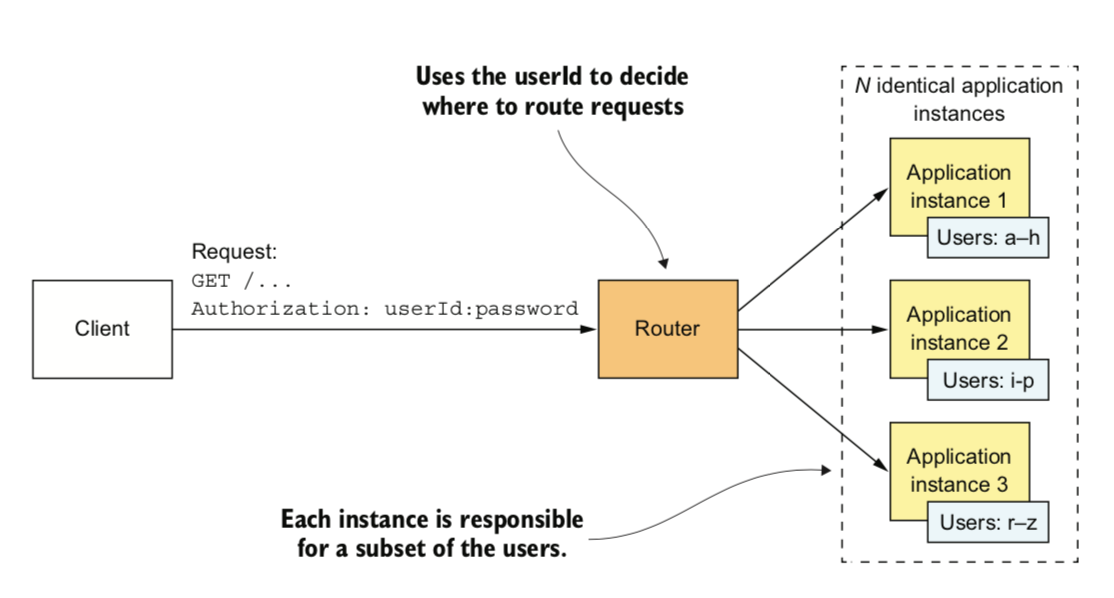 Uses the userId to decide
where to route requests
N identical application
instances
Application
instance 1
Users: a–h
Request:
GET /...
Authorization: userId:password
Client
Router
Application
instance 2
Users: i-p
Application
instance 3
Users: r–z
Each instance is responsible
for a subset of the users.